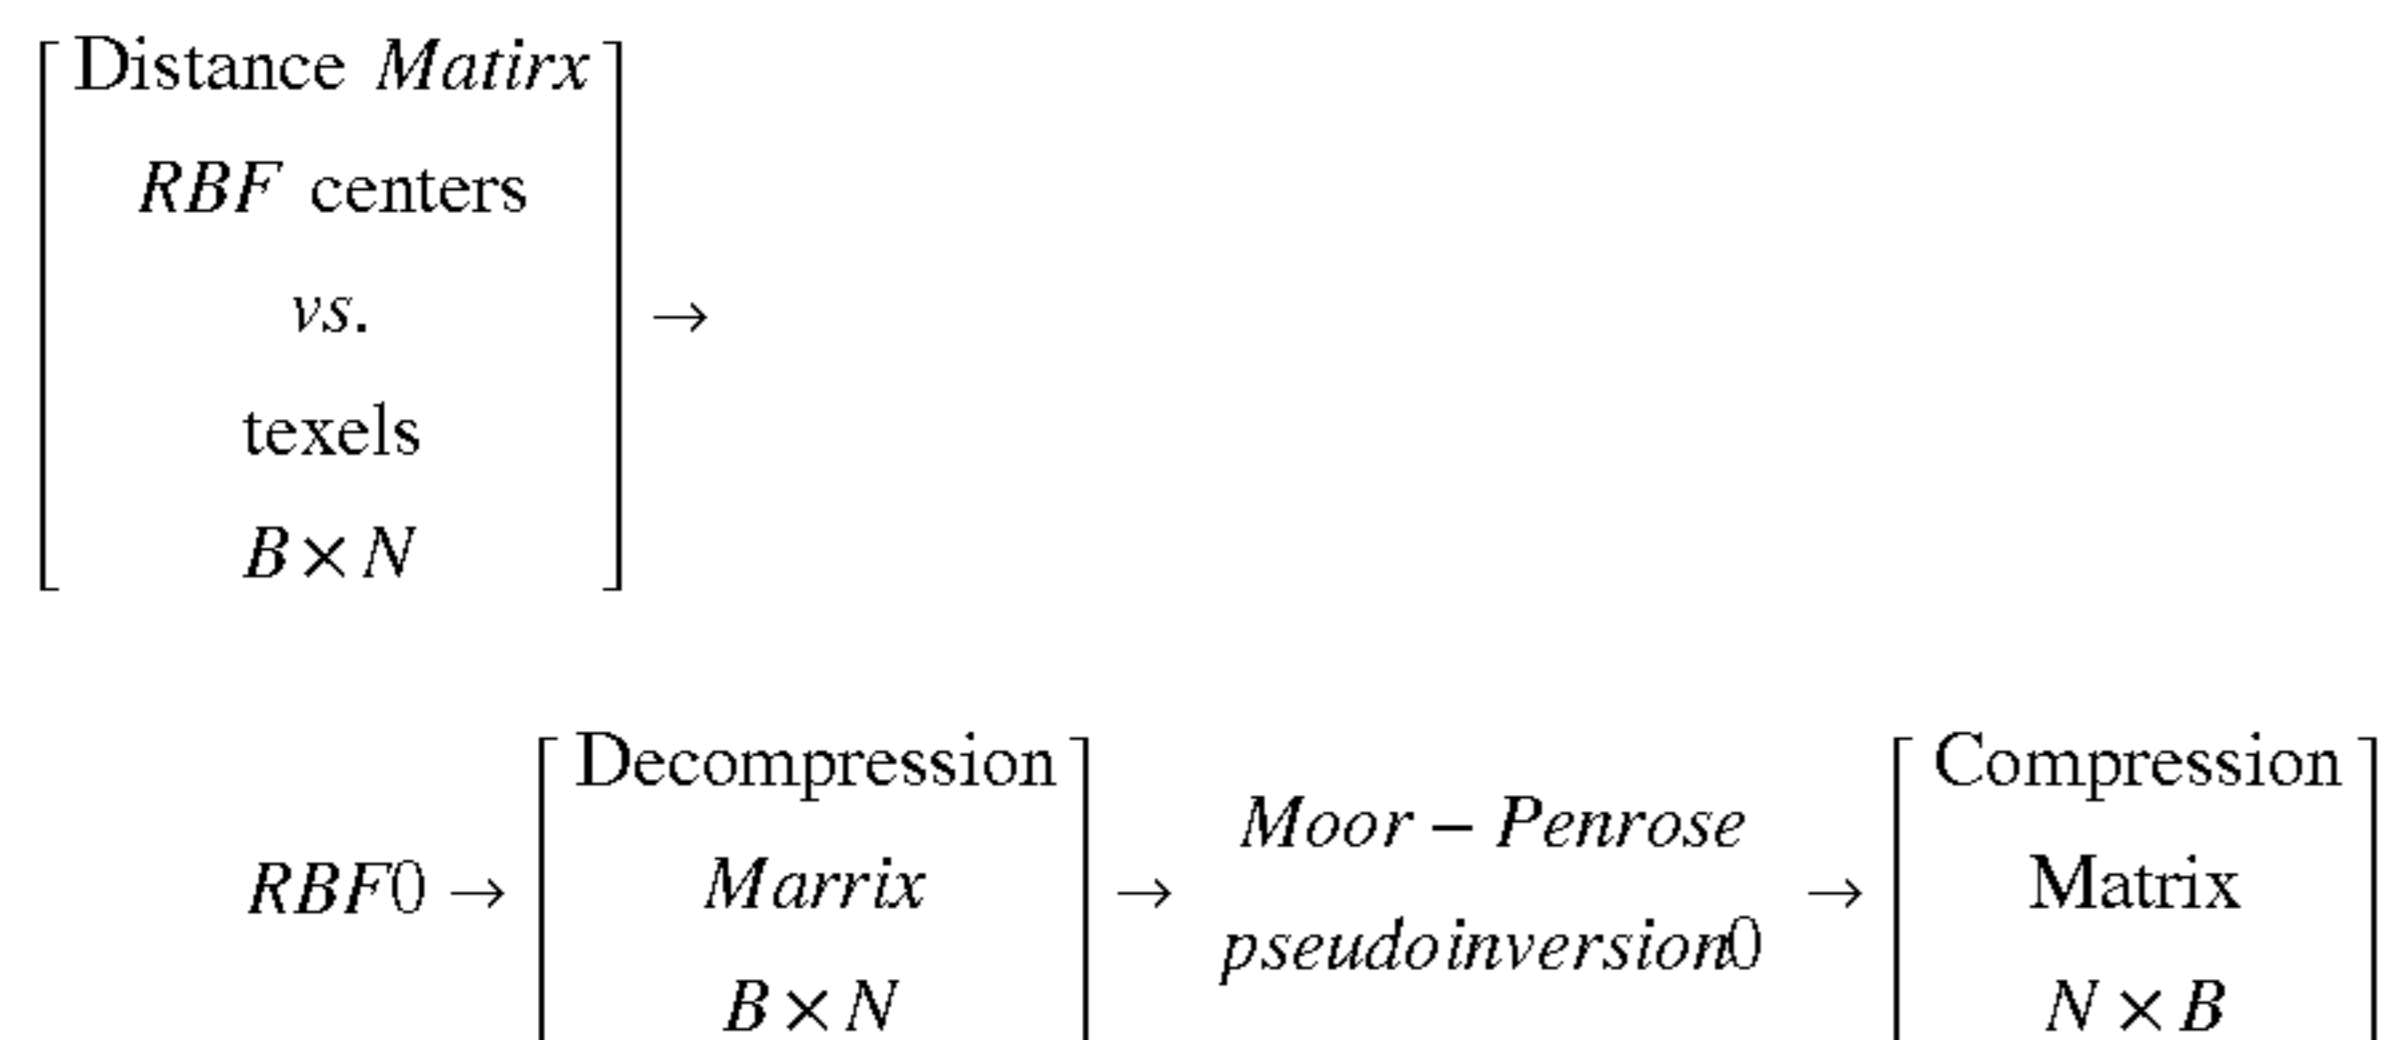 Distance Matirx
RBF centers
vs.
texels
B × N
→
RBF0 →
Decompression
Marrix
B × N
→
Moor – Penrose
pseudoinversion0
→
Compression
Matrix
N × B